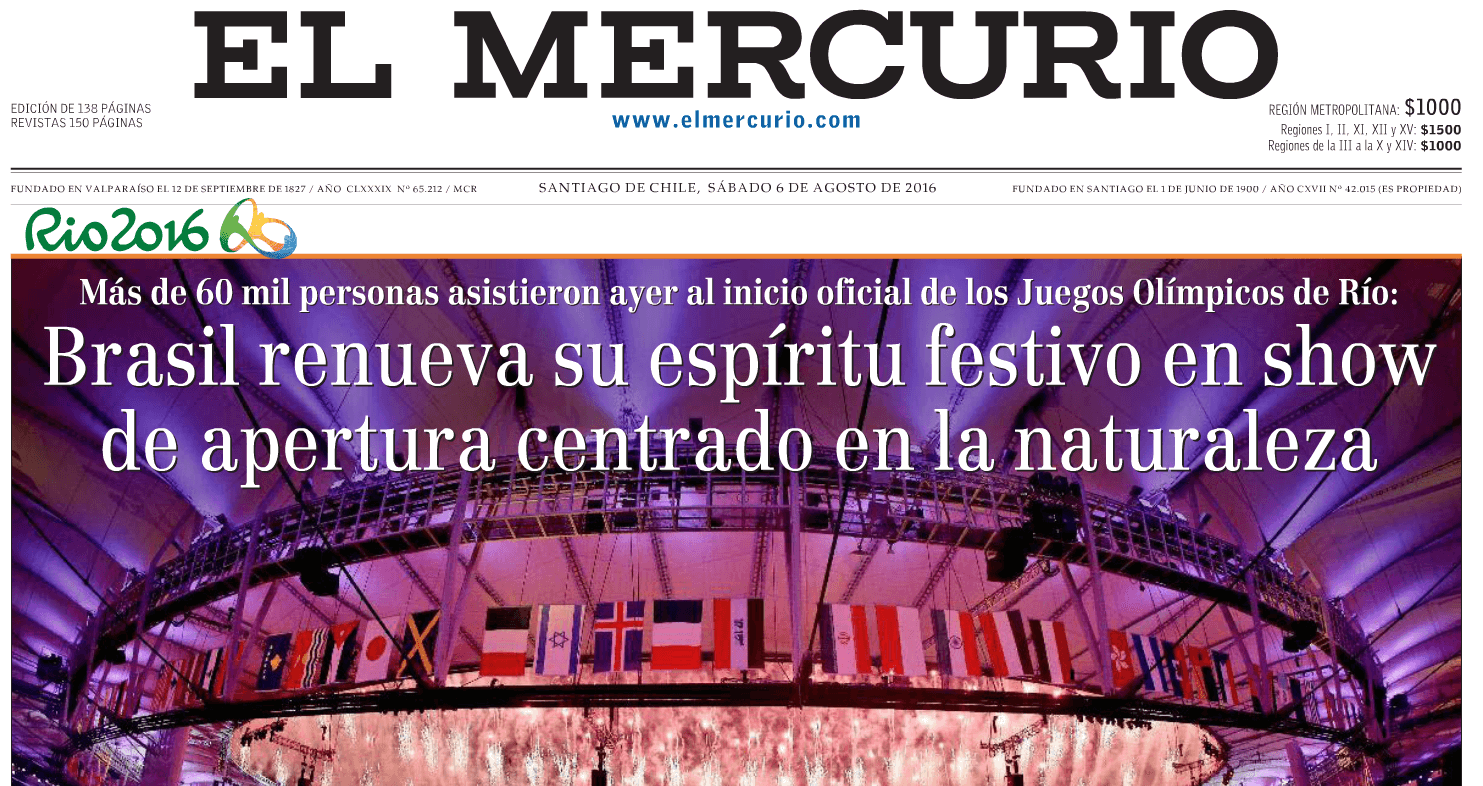 EL MERCURIO
EDICIÓN DE 138 PÁGINAS
REVISTAS 150 PÁGINAS
www.elmercurio.com
REGIÓN METROPOLITANA: $1000
Regiones I, II, XI, XII y XV: $1500
Regiones de la III a la X y XIV: $1000
FUNDADO EN VALPARAÍSO EL 12 DE SEPTIEMBRE DE 1827 / AÑO CLXXXIX Nº 65.212 / MCR
SANTIAGO DE CHILE, SÁBADO 6 DE AGOSTO DE 2016
FUNDADO EN SANTIAGO EL 1 DE JUNIO DE 1900 / AÑO CXVII Nº 42.015 (ES PROPIEDAD)
Rio2016
Más de 60 mil personas asistieron ayer al inicio oficial de los Juegos Olímpicos de Río:
Brasil renueva su espíritu festivo en show
de apertura centrado en la naturaleza